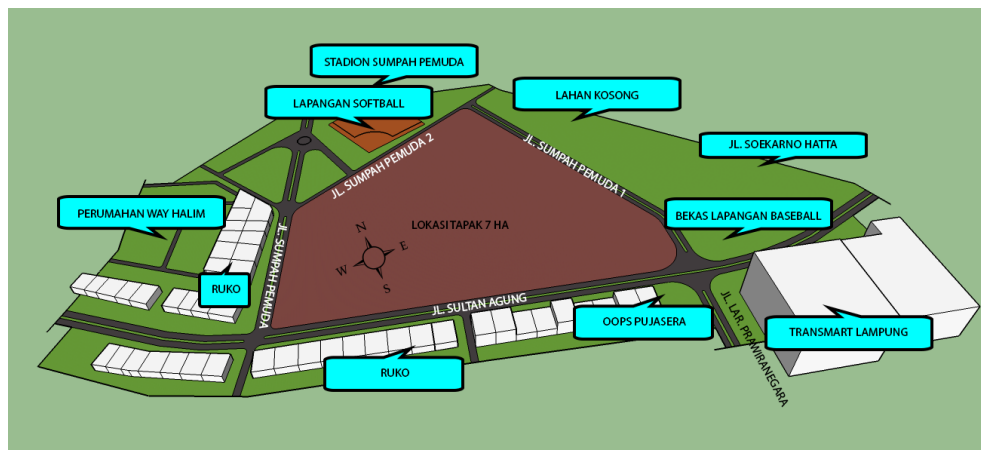 STADION SUMPAH PEMUDA
LAPANGAN SOFTBALL
LAHAN KOSONG
JL. SOEKARNO HATTA
JL. SUMPAH PEMUDA 2
JL. SUMPAH PEMUDA 1
PERUMAHAN WAY HALIM
BEKAS LAPANGAN BASEBALL
LOKASI TAPAK 7 HA
N
E
W
S
JL. SUMPAH PEMUDA
RUKO
JL. SULTAN AGUNG
OOPS PUJASERA
JL. LAR. PRAWIRANEGARA
TRANSMART LAMPUNG
RUKO